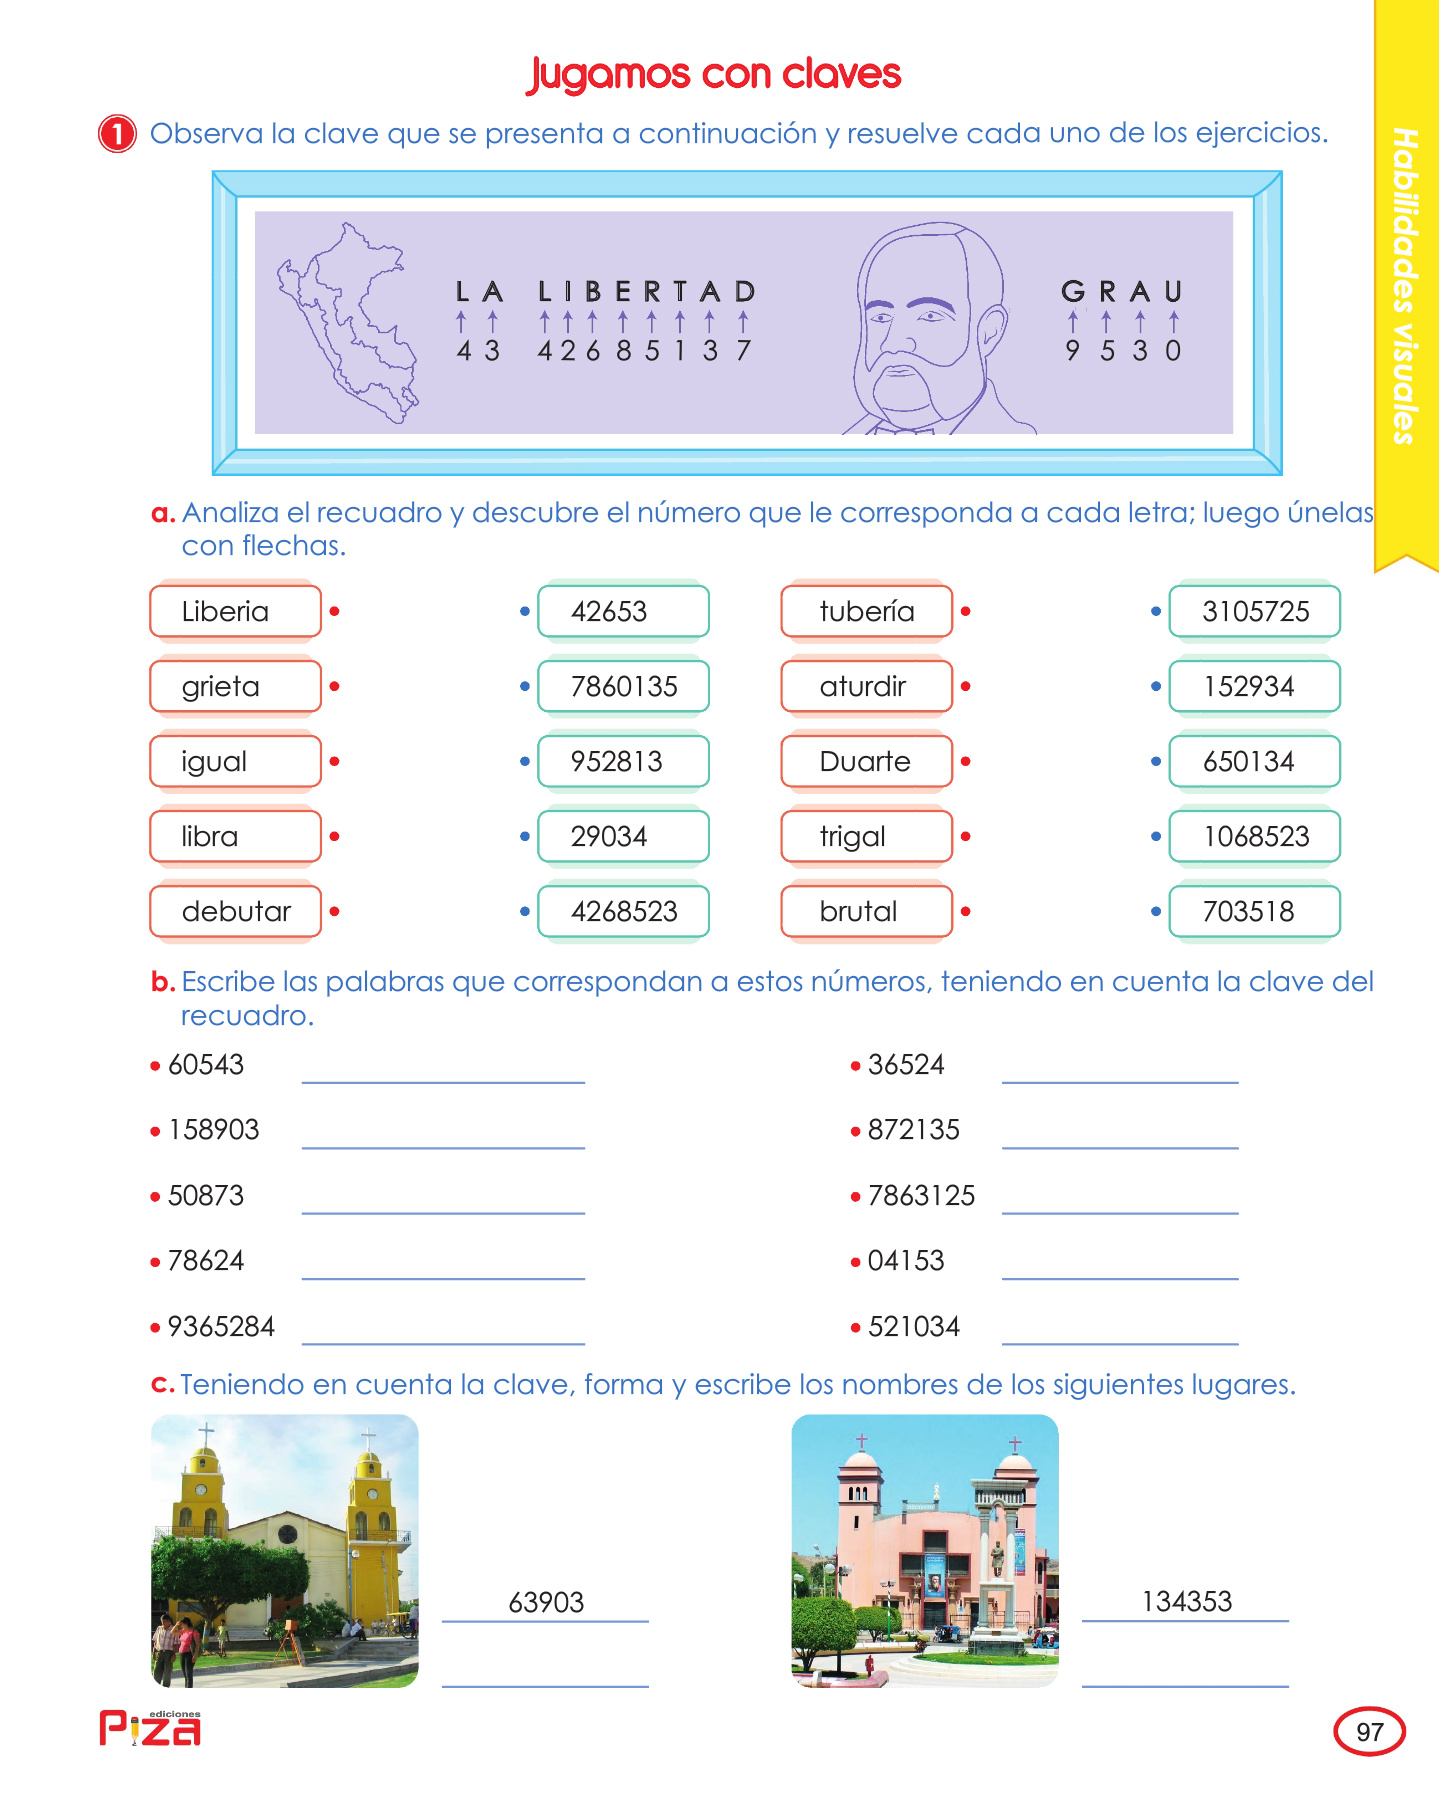 Jugamos con claves
Habilidades visuales
1 Observa la clave que se presenta a continuación y resuelve cada uno de los ejercicios.
L A L I B E R T A D G R A U
4 3 4 2 6 8 5 1 3 7 9 5 3 0
a. Analiza el recuadro y descubre el número que le corresponda a cada letra; luego únelas
con flechas.
Liberia 42653 tubería 3105725
grieta 7860135 aturdir 152934
igual 952813 Duarte 650134
libra 29034 trigal 1068523
debutar 4268523 brutal 703518
b. Escribe las palabras que correspondan a estos números, teniendo en cuenta la clave del
recuadro.
• 60543 • 36524
• 158903 • 872135
• 50873 • 7863125
• 78624 • 04153
• 9365284 • 521034
c. Teniendo en cuenta la clave, forma y escribe los nombres de los siguientes lugares.
63903 134353
ediciones
Piza
97